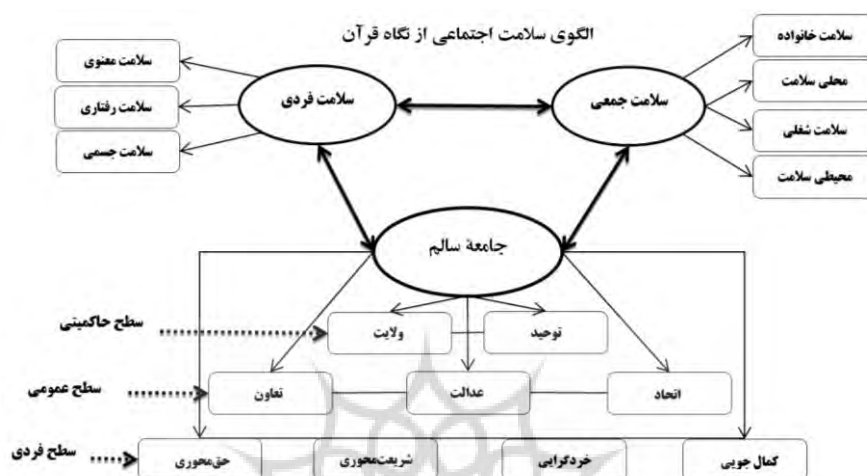 الگوی سلامت اجتماعی از نگاه قرآن
سلامت خانواده
محلی سلامت
سلامت شغلی
محیطی سلامت
سلامت جمعی
سلامت فردی
سلامت معنوی
سلامت رفتاری
سلامت جسمی
جامعۀ سالم
سطح حاکمیتی
توحید
ولایت
سطح عمومی
اتحاد
عدالت
تعاون
سطح فردی
کمال جویی
خردگرایی
شریعت‌محوری
حق‌محوری